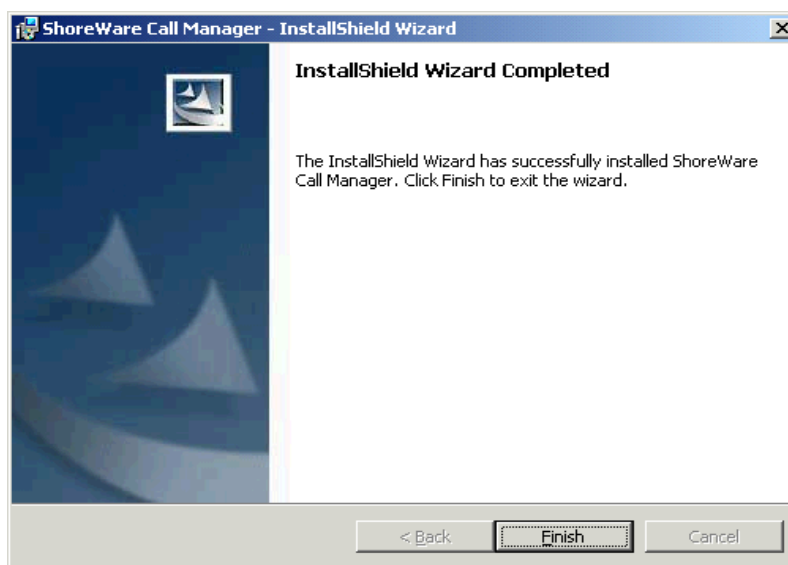 ShoreWare Call Manager - InstallShield Wizard
InstallShield Wizard Completed
The InstallShield Wizard has successfully installed ShoreWare
Call Manager. Click Finish to exit the wizard.
< Back Finish Cancel